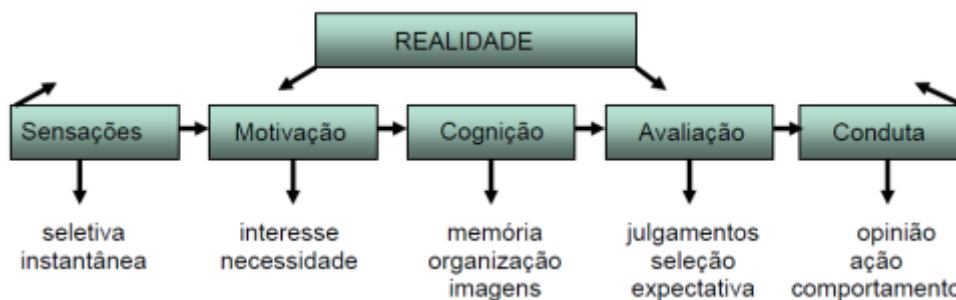 REALIDADE
Sensações
Motivação
Cognição
Avaliação
Conduta
seletiva
instantânea
interesse
necessidade
memória
organização
imagens
julgamentos
seleção
expectativa
opinião
ação
comportamento